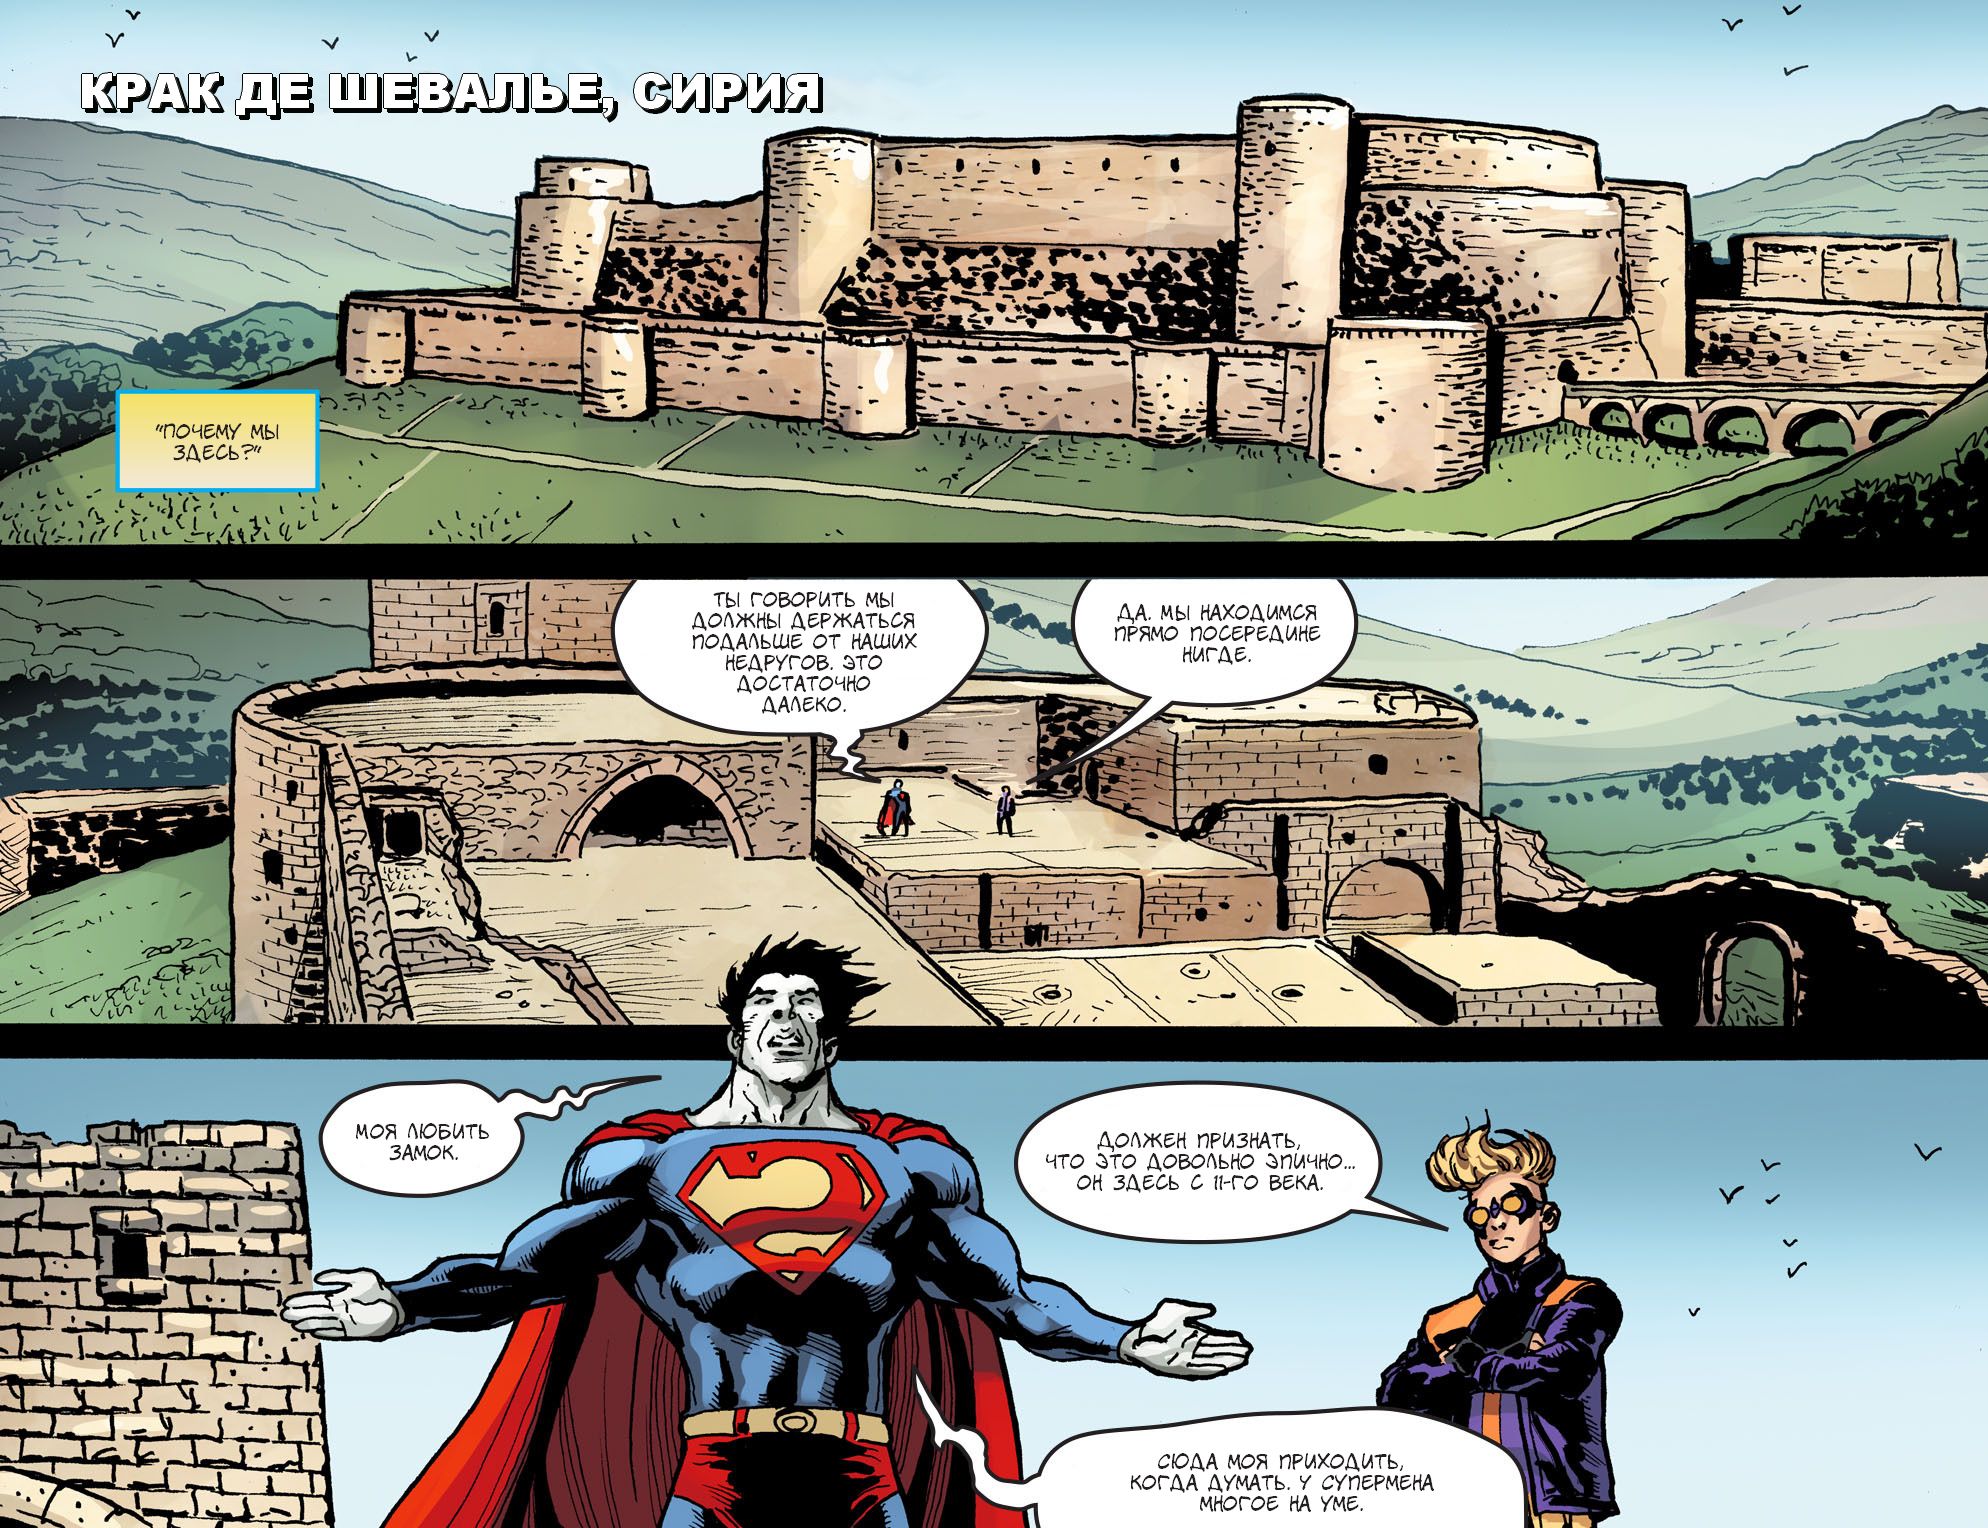 КРАК ДЕ ШЕВАЛЬЕ, СИРИЯ
"ПОЧЕМУ МЫ
ЗДЕСЬ?"
ТЫ ГОВОРИТЬ МЫ
ДОЛЖНЫ ДЕРЖАТЬСЯ
ПОДАЛЬШЕ ОТ НАШИХ
НЕДРУГОВ. ЭТО
ДОСТАТОЧНО
ДАЛЕКО.
ДА. МЫ НАХОДИМСЯ
ПРЯМО ПОСЕРЕДИНЕ
НИГДЕ.
МОЯ ЛЮБИТЬ
ЗАМОК.
ДОЛЖЕН ПРИЗНАТЬ,
ЧТО ЭТО ДОВОЛЬНО ЭПИЧНО...
ОН ЗДЕСЬ С 11-ГО ВЕКА.
СЮДА МОЯ ПРИХОДИТЬ,
КОГДА ДУМАТЬ. У СУПЕРМЕНА
МНОГОЕ НА УМЕ.